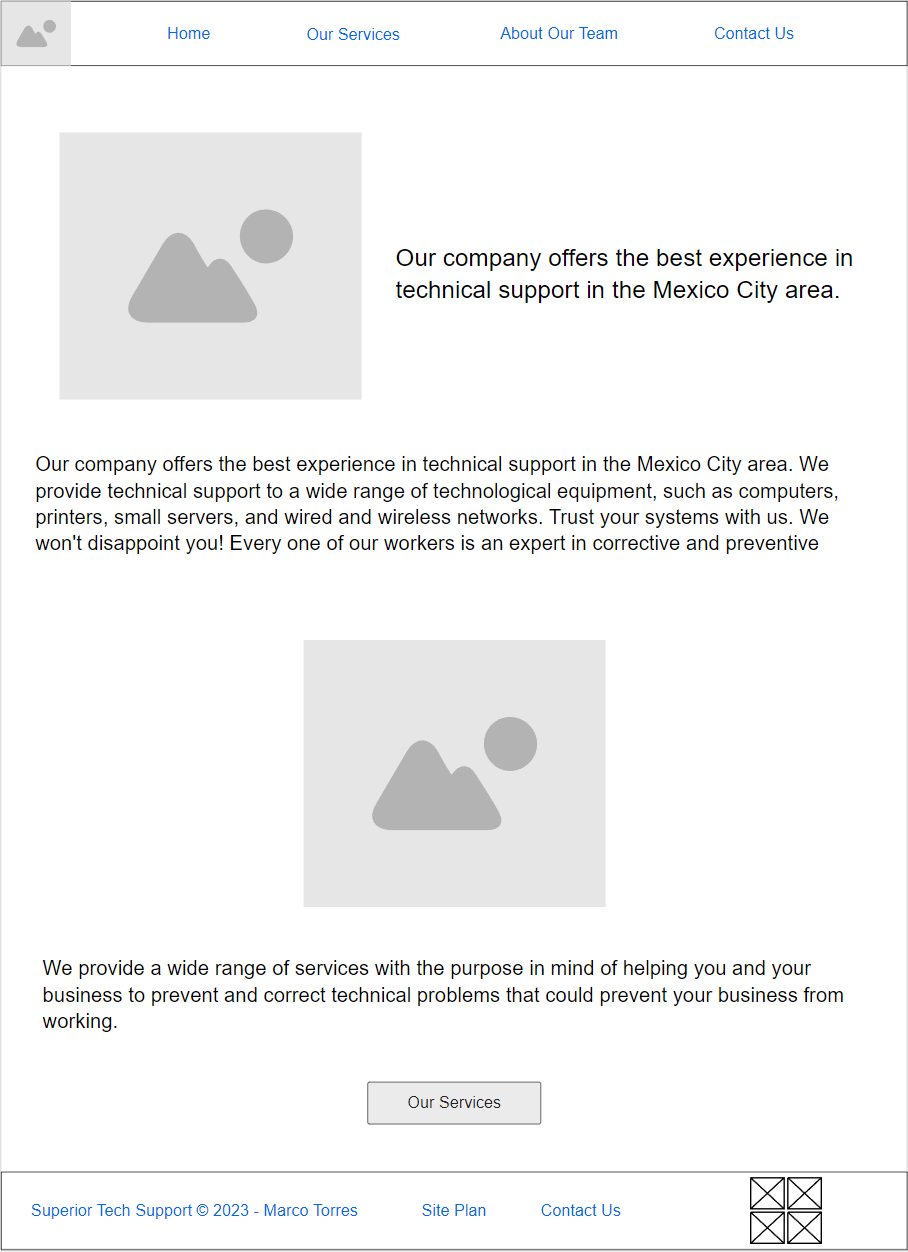 Home
Our Services
About Our Team
Contact Us
Our company offers the best experience in
technical support in the Mexico City area.
Our company offers the best experience in technical support in the Mexico City area. We
provide technical support to a wide range of technological equipment, such as computers,
printers, small servers, and wired and wireless networks. Trust your systems with us. We
won't disappoint you! Every one of our workers is an expert in corrective and preventive
We provide a wide range of services with the purpose in mind of helping you and your
business to prevent and correct technical problems that could prevent your business from
working.
Our Services
Superior Tech Support © 2023 - Marco Torres
Site Plan
Contact Us